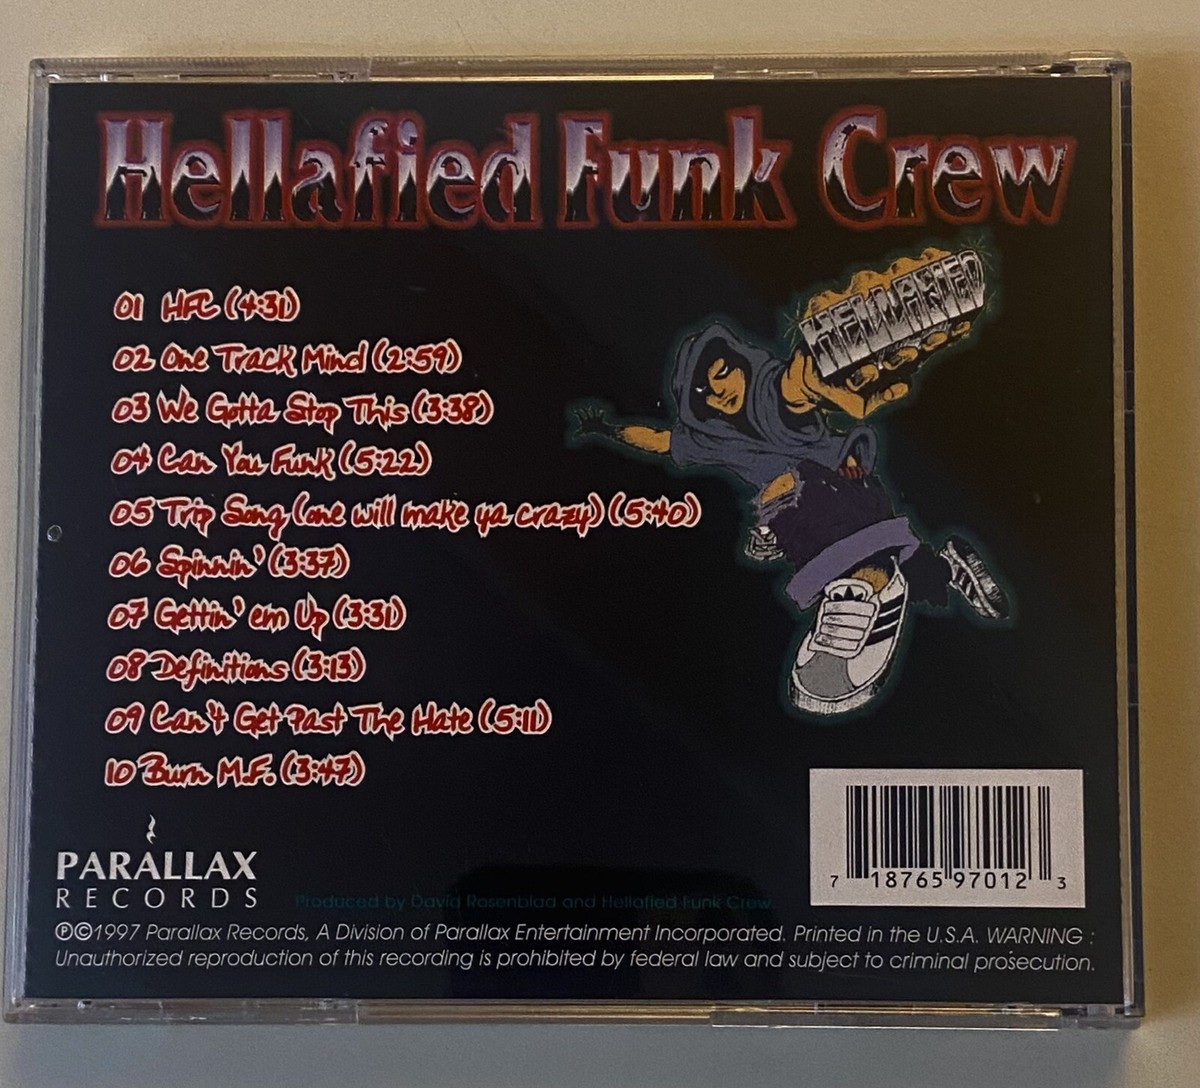 Hellafied Funk Crew
HELLAFIED
01 HFC (4:31)
02 One Track Mind (2:59)
03 We Gotta Stop This (3:38)
04 Can You Funk (5:22)
05 Trip Song (one will make ya crazy) (5:40)
06 Spinnin' (3:37)
07 Gettin' em Up (3:31)
08 Definitions (3:13)
09 Can't Get Past The Hate (5:11)
10 Burn M.F. (3:47)
PARALLAX
RECORDS
Produced by David Rosenblad and Hellafied Funk Crew
7 18765 97012 3
℗©1997 Parallax Records, A Division of Parallax Entertainment Incorporated. Printed in the U.S.A. WARNING :
Unauthorized reproduction of this recording is prohibited by federal law and subject to criminal prosecution.